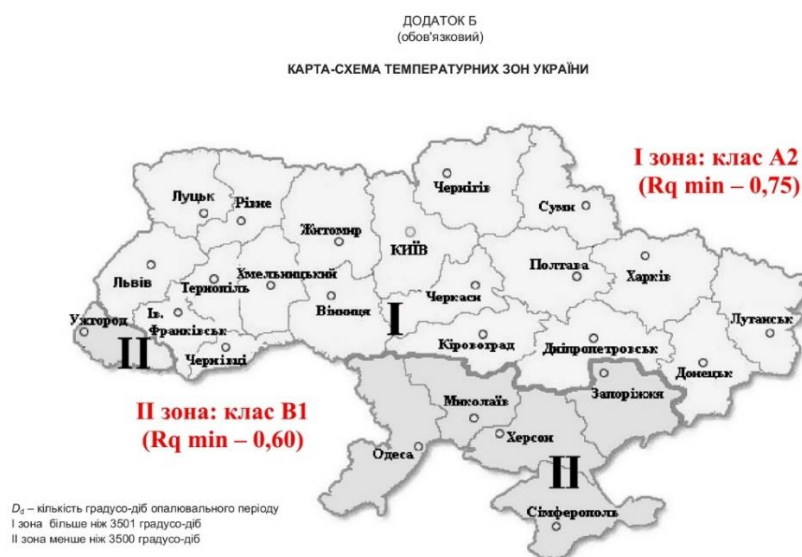 ДОДАТОК Б
(обов'язковий)
КАРТА-СХЕМА ТЕМПЕРАТУРНИХ ЗОН УКРАЇНИ
І зона: клас А2
(Rq min – 0,75)
Чернігів
Луцьк
Рівне
Суми
Житомир
КИЇВ
Львів
Тернопіль
Хмельницький
Полтава
Харків
Черкаси
Вінниця
І
Ів.
Франківськ
Ужгород
ІІ
Чернівці
Кіровоград
Дніпропетровськ
Луганськ
Донецьк
Запоріжжя
ІІ зона: клас В1
(Rq min – 0,60)
Миколаїв
Херсон
Одеса
ІІ
Сімферополь
Dd – кількість градусо-діб опалювального періоду
І зона більше ніж 3501 градусо-діб
ІІ зона менше ніж 3500 градусо-діб